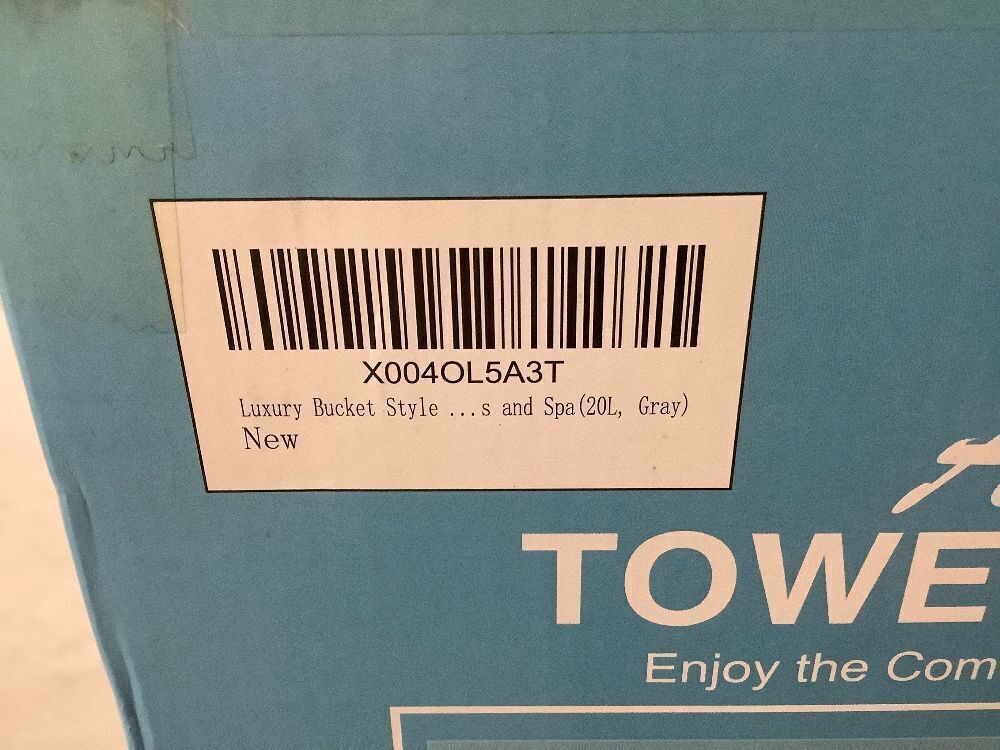 X004OL5A3T
Luxury Bucket Style ...s and Spa(20L, Gray)
New
TOWE
Enjoy the Com